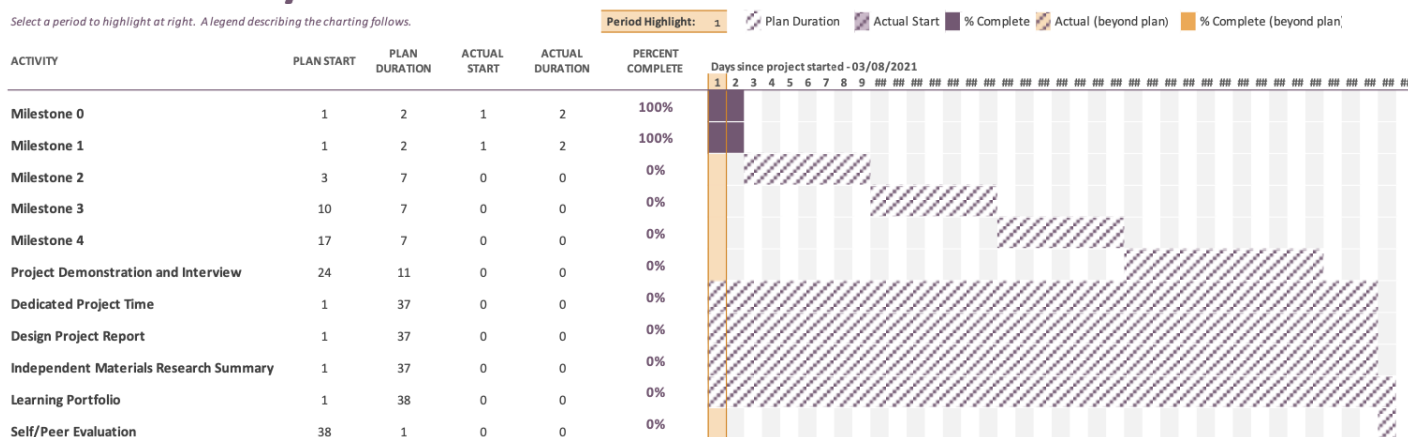 Select a period to highlight at right. A legend describing the charting follows.
Period Highlight: 1 Plan Duration Actual Start % Complete Actual (beyond plan) % Complete (beyond plan)
ACTIVITY PLAN START PLAN DURATION ACTUAL START ACTUAL DURATION PERCENT COMPLETE
Days since project started - 03/08/2021
1 2 3 4 5 6 7 8 9 ## ## ## ## ## ## ## ## ## ## ## ## ## ## ## ## ## ## ## ## ## ## ## ## ## ## ## ## ## ##
Milestone 0 1 2 1 2 100%
Milestone 1 1 2 1 2 100%
Milestone 2 3 7 0 0 0%
Milestone 3 10 7 0 0 0%
Milestone 4 17 7 0 0 0%
Project Demonstration and Interview 24 11 0 0 0%
Dedicated Project Time 1 37 0 0 0%
Design Project Report 1 37 0 0 0%
Independent Materials Research Summary 1 37 0 0 0%
Learning Portfolio 1 38 0 0 0%
Self/Peer Evaluation 38 1 0 0 0%